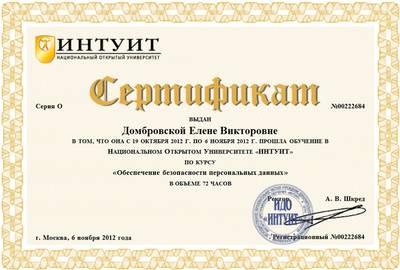 ИНТУИТ
НАЦИОНАЛЬНЫЙ ОТКРЫТЫЙ УНИВЕРСИТЕТ
Сертификат
Серия О
№00222684
ВЫДАН
Домбровской Елене Викторовне
В ТОМ, ЧТО ОНА С 19 ОКТЯБРЯ 2012 Г. ПО 6 НОЯБРЯ 2012 Г. ПРОШЛА ОБУЧЕНИЕ В
НАЦИОНАЛЬНОМ ОТКРЫТОМ УНИВЕРСИТЕТЕ «ИНТУИТ»
ПО КУРСУ
«Обеспечение безопасности персональных данных»
В ОБЪЕМЕ 72 ЧАСОВ
Ректор А. В. Шкред
НОУ
ИНТУИТ
г. Москва, 6 ноября 2012 года
Регистрационный №00222684